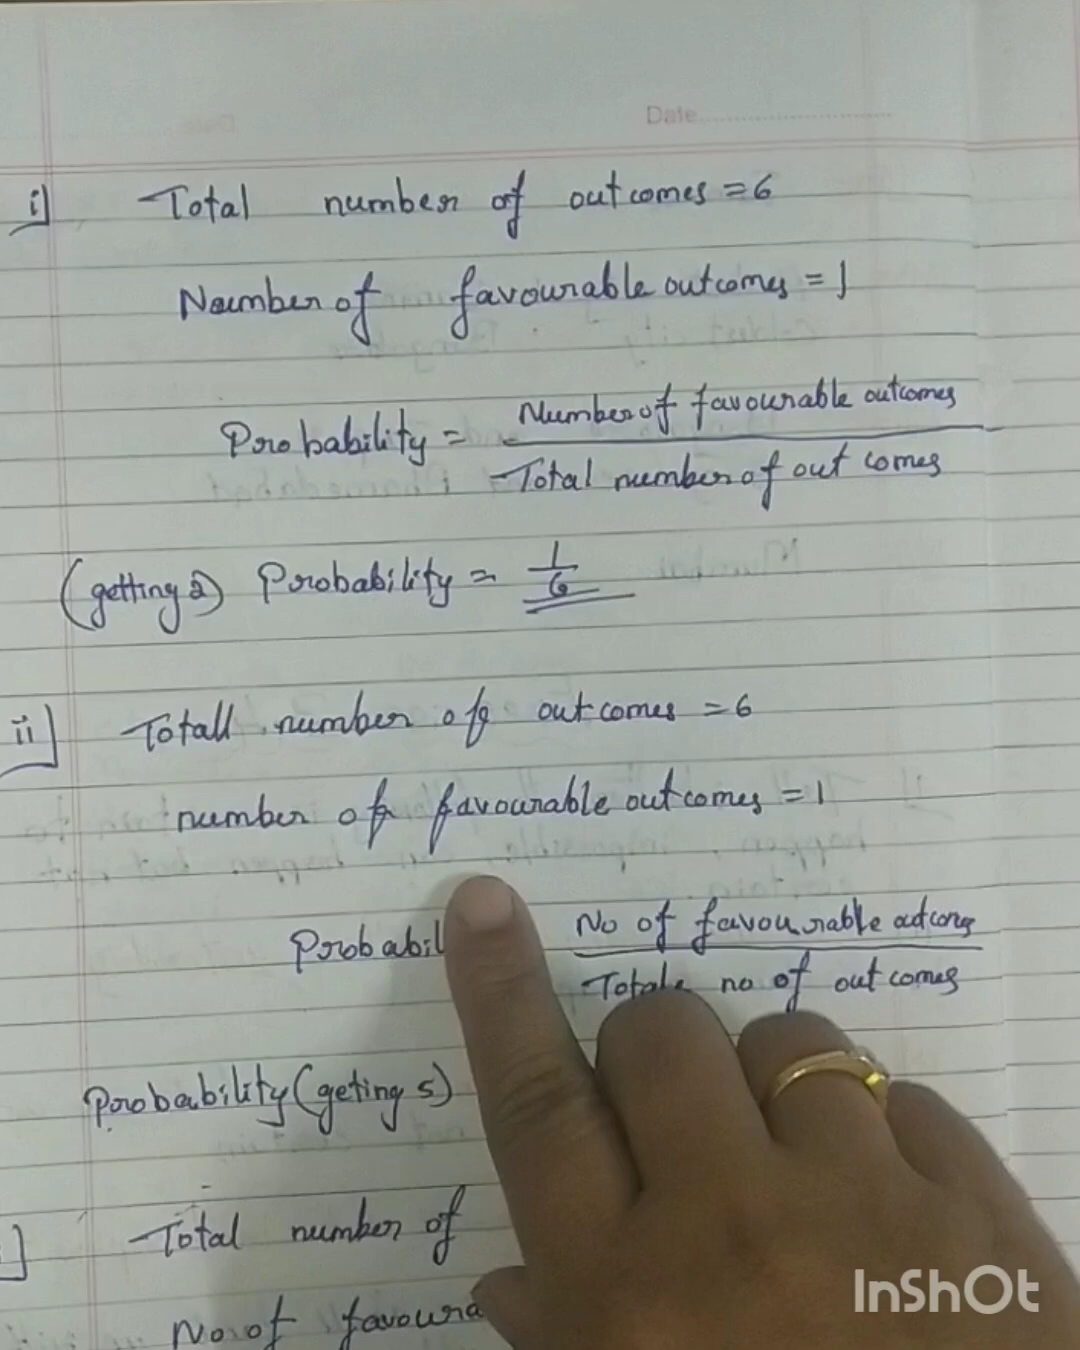 Date
i] Total number of outcomes = 6
Number of favourable outcomes = 1
Probability = Number of favourable outcomes
Total number of out comes
(getting 2) Probability = 1
6
ii] Totall number of outcomes = 6
number of favourable outcomes = 1
Probabil No of favourable outcomes
Total no of outcomes
Probability (geting 5)
] Total number of
No of favoura
InShOt